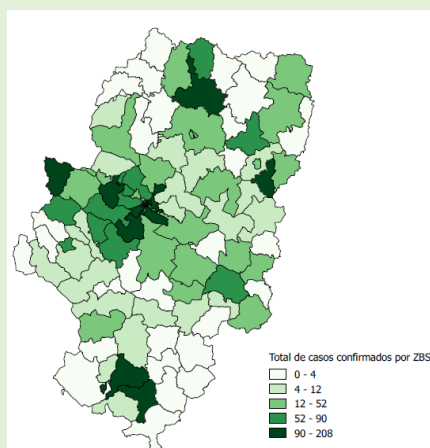 Total de casos confirmados por ZBS
0 - 4
4 - 12
12 - 52
52 - 90
90 - 208